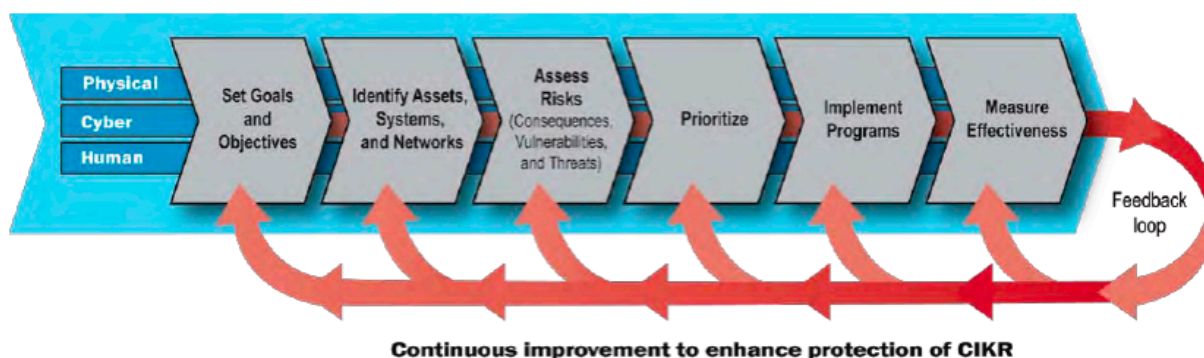 Physical
Cyber
Human
Set Goals
and
Objectives
Identify Assets,
Systems,
and Networks
Assess
Risks
(Consequences,
Vulnerabilities,
and Threats)
Prioritize
Implement
Programs
Measure
Effectiveness
Feedback
loop
Continuous improvement to enhance protection of CIKR